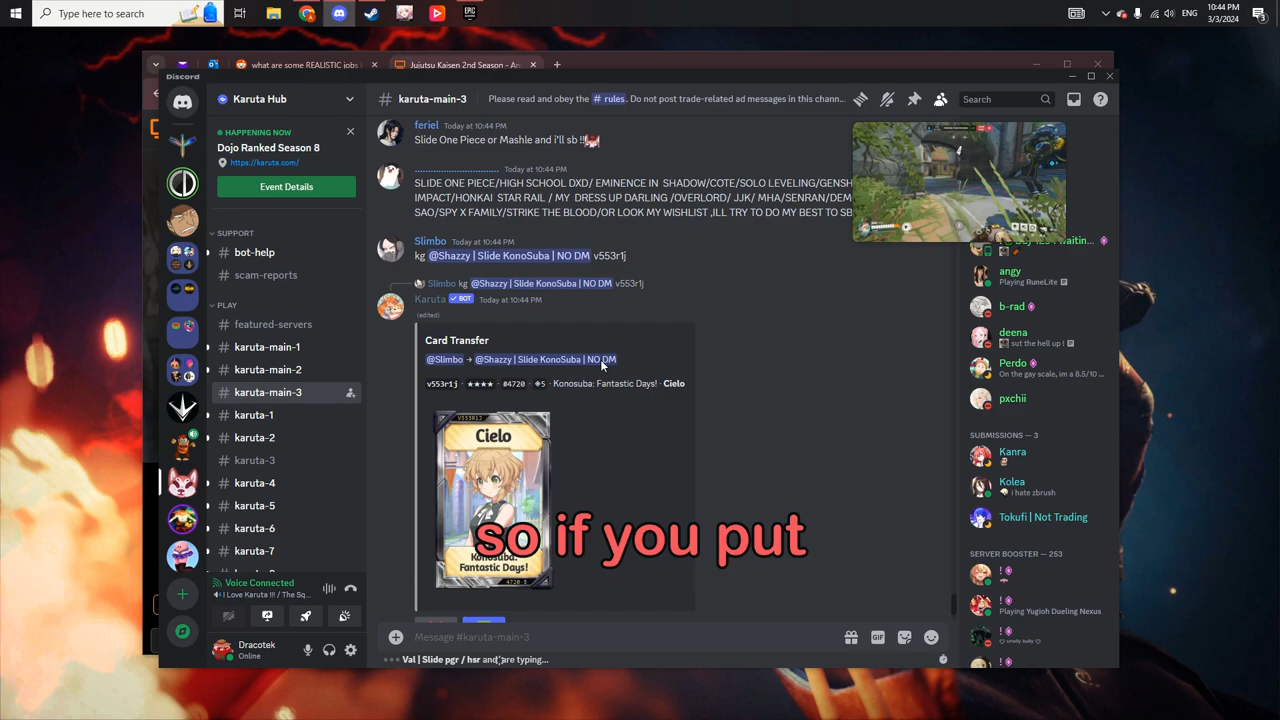 Type here to search
EPIC
ENG
10:44 PM
3/3/2024
3
what are some REALISTIC jobs
Jujutsu Kaisen 2nd Season - An
Discord
Karuta Hub
karuta-main-3
Please read and obey the # rules. Do not post trade-related ad messages in this chann...
Search
HAPPENING NOW
Dojo Ranked Season 8
https://karuta.com/
Event Details
SUPPORT
bot-help
scam-reports
PLAY
featured-servers
karuta-main-1
karuta-main-2
karuta-main-3
karuta-1
karuta-2
karuta-3
karuta-4
karuta-5
karuta-6
karuta-7
Voice Connected
I Love Karuta !!! / The Sq...
Dracotek
Online
feriel Today at 10:44 PM
Slide One Piece or Mashle and i'll sb !!
Today at 10:44 PM
SLIDE ONE PIECE/HIGH SCHOOL DXD/ EMINENCE IN SHADOW/COTE/SOLO LEVELING/GENSH
IMPACT/HONKAI STAR RAIL / MY DRESS UP DARLING /OVERLORD/ JJK/ MHA/SENRAN/DEM
SAO/SPY X FAMILY/STRIKE THE BLOOD/OR LOOK MY WISHLIST ,ILL TRY TO DO MY BEST TO SB
Slimbo Today at 10:44 PM
kg @Shazzy | Slide KonoSuba | NO DM v553r1j
Slimbo kg @Shazzy | Slide KonoSuba | NO DM v553r1j
Karuta BOT Today at 10:44 PM
(edited)
Card Transfer
@Slimbo → @Shazzy | Slide KonoSuba | NO DM
v553r1j · ★★★★ · #4720 · ◈5 · Konosuba: Fantastic Days! · Cielo
V553R1J
Cielo
Konosuba:
Fantastic Days!
4720·5
so if you put
Message #karuta-main-3
GIF
Val | Slide pgr / hsr and
are typing...
angy
Playing RuneLite
b-rad
deena
sut the hell up !
Perdo
On the gay scale, im a 8.5/10 ...
pxchii
SUBMISSIONS — 3
Kanra
Kolea
i hate zbrush
Tokufi | Not Trading
SERVER BOOSTER — 253
!
!
Playing Yugioh Dueling Nexus
!
smelly bully
!